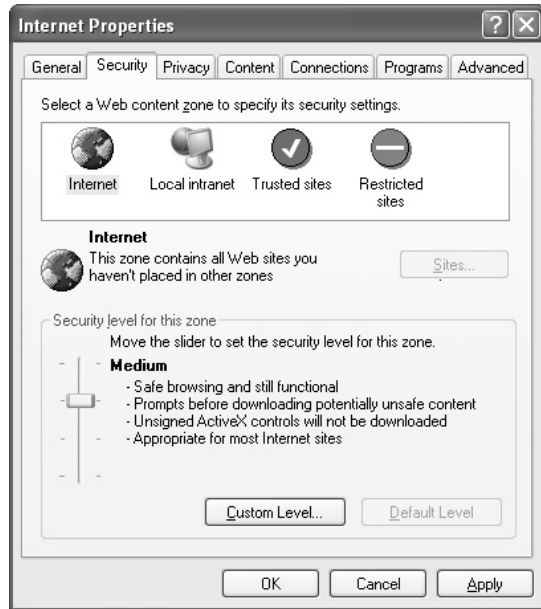 Internet Properties
General Security Privacy Content Connections Programs Advanced
Select a Web content zone to specify its security settings.
Internet Local intranet Trusted sites Restricted
sites
Internet
This zone contains all Web sites you
haven't placed in other zones
Sites...
Security level for this zone
Move the slider to set the security level for this zone.
Medium
- Safe browsing and still functional
- Prompts before downloading potentially unsafe content
- Unsigned ActiveX controls will not be downloaded
- Appropriate for most Internet sites
Custom Level... Default Level
OK Cancel Apply